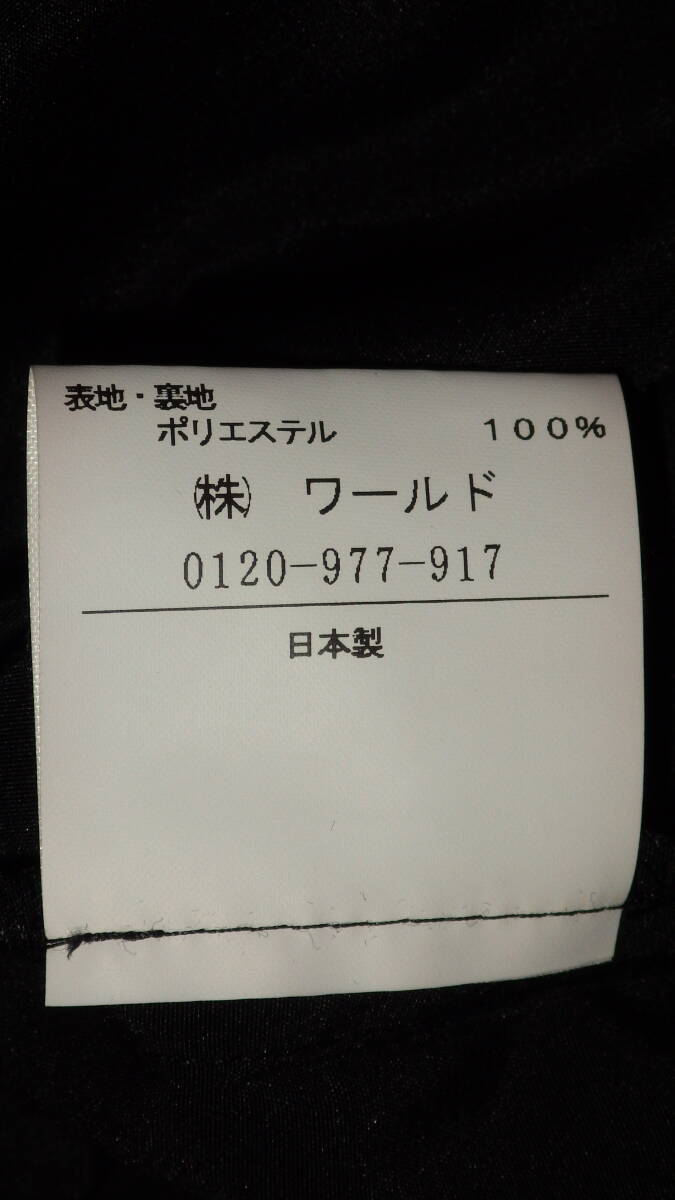 表地・裏地
ポリエステル　１００％
㈱　ワールド
0120-977-917
日本製